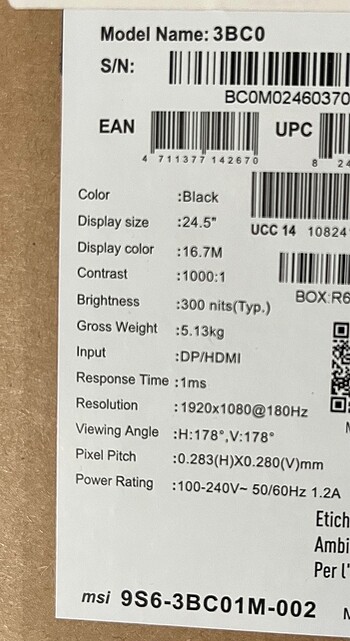 Model Name: 3BC0
S/N:
BC0M02460370
EAN
UPC
4 711377 142670
8 24
Color :Black
Display size :24.5"
UCC 14 10824
Display color :16.7M
Contrast :1000:1
BOX:R6
Brightness :300 nits(Typ.)
Gross Weight :5.13kg
Input :DP/HDMI
Response Time :1ms
Resolution :1920x1080@180Hz
Viewing Angle :H:178°,V:178°
Pixel Pitch :0.283(H)X0.280(V)mm
Power Rating :100-240V~ 50/60Hz 1.2A
Etich
Ambi
Per l'
msi 9S6-3BC01M-002